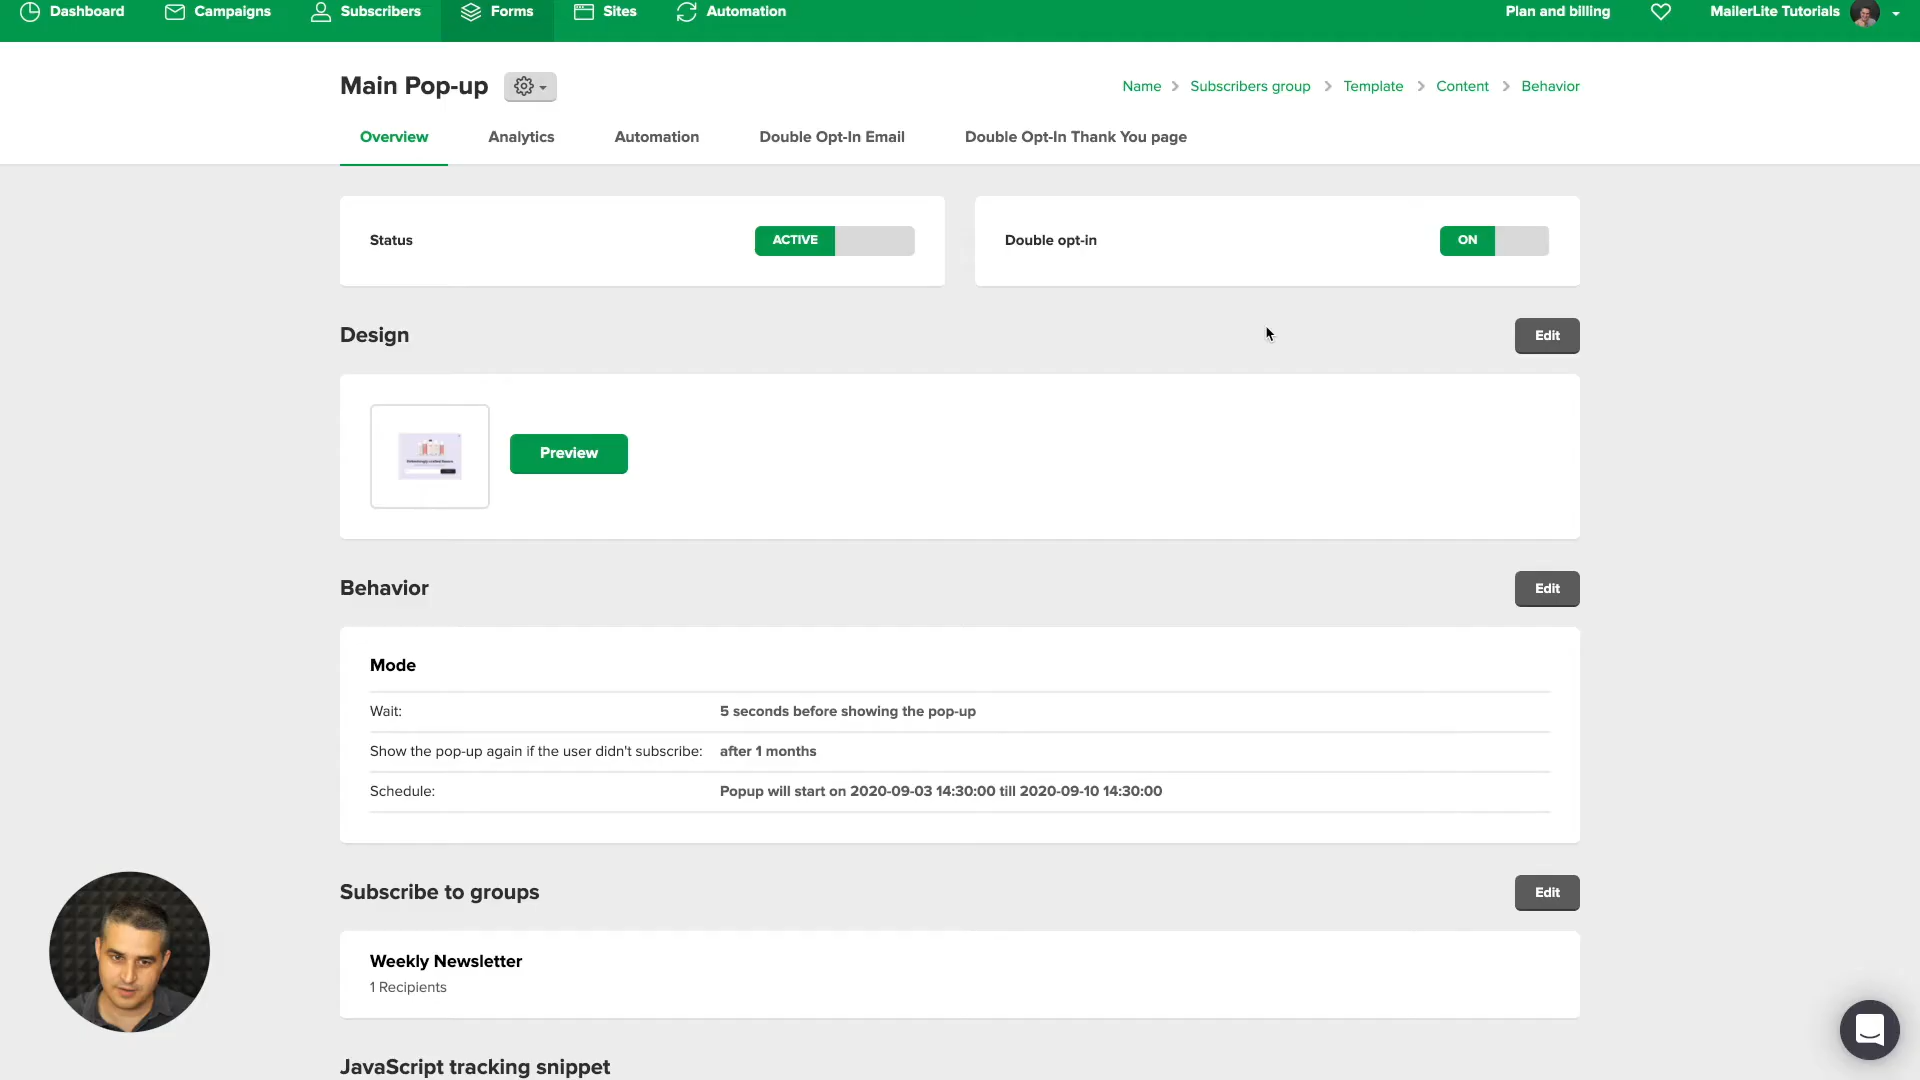 Dashboard
Campaigns
Subscribers
Forms
Sites
Automation
Plan and billing
MailerLite Tutorials
Main Pop-up
Name
Subscribers group
Template
Content
Behavior
Overview
Analytics
Automation
Double Opt-In Email
Double Opt-In Thank You page
Status
ACTIVE
Double opt-in
ON
Design
Edit
Preview
Behavior
Edit
Mode
Wait:
5 seconds before showing the pop-up
Show the pop-up again if the user didn't subscribe:
after 1 months
Schedule:
Popup will start on 2020-09-03 14:30:00 till 2020-09-10 14:30:00
Subscribe to groups
Edit
Weekly Newsletter
1 Recipients
JavaScript tracking snippet